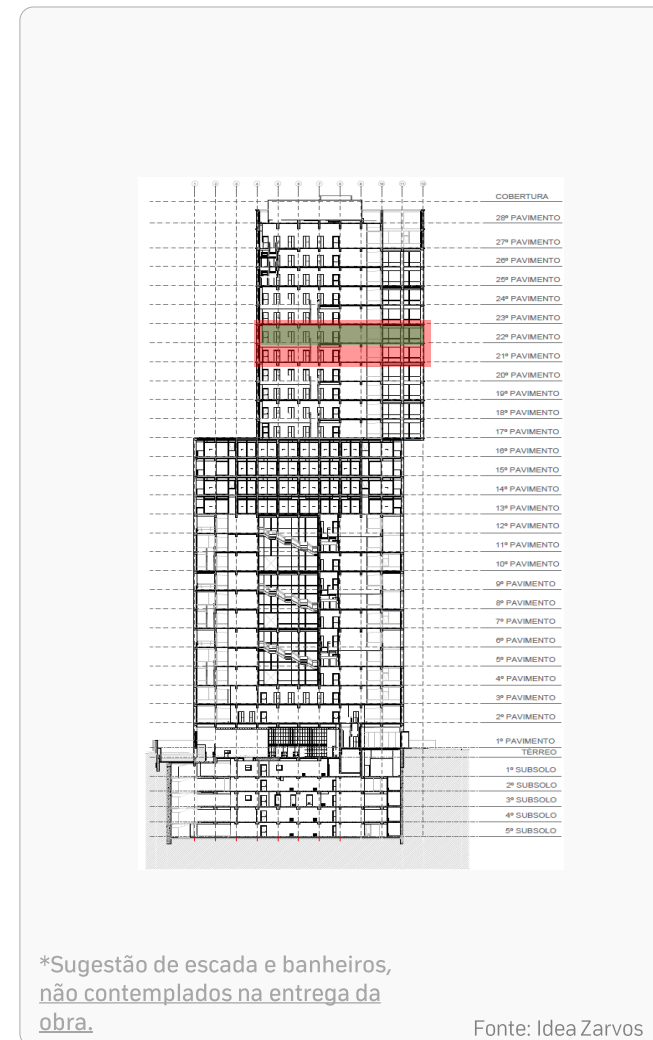 COBERTURA
28º PAVIMENTO
27º PAVIMENTO
26º PAVIMENTO
25º PAVIMENTO
24º PAVIMENTO
23º PAVIMENTO
22º PAVIMENTO
21º PAVIMENTO
20º PAVIMENTO
19º PAVIMENTO
18º PAVIMENTO
17º PAVIMENTO
16º PAVIMENTO
15º PAVIMENTO
14º PAVIMENTO
13º PAVIMENTO
12º PAVIMENTO
11º PAVIMENTO
10º PAVIMENTO
9º PAVIMENTO
8º PAVIMENTO
7º PAVIMENTO
6º PAVIMENTO
5º PAVIMENTO
4º PAVIMENTO
3º PAVIMENTO
2º PAVIMENTO
1º PAVIMENTO
TÉRREO
1º SUBSOLO
2º SUBSOLO
3º SUBSOLO
4º SUBSOLO
5º SUBSOLO
*Sugestão de escada e banheiros,
não contemplados na entrega da
obra.
Fonte: Idea Zarvos